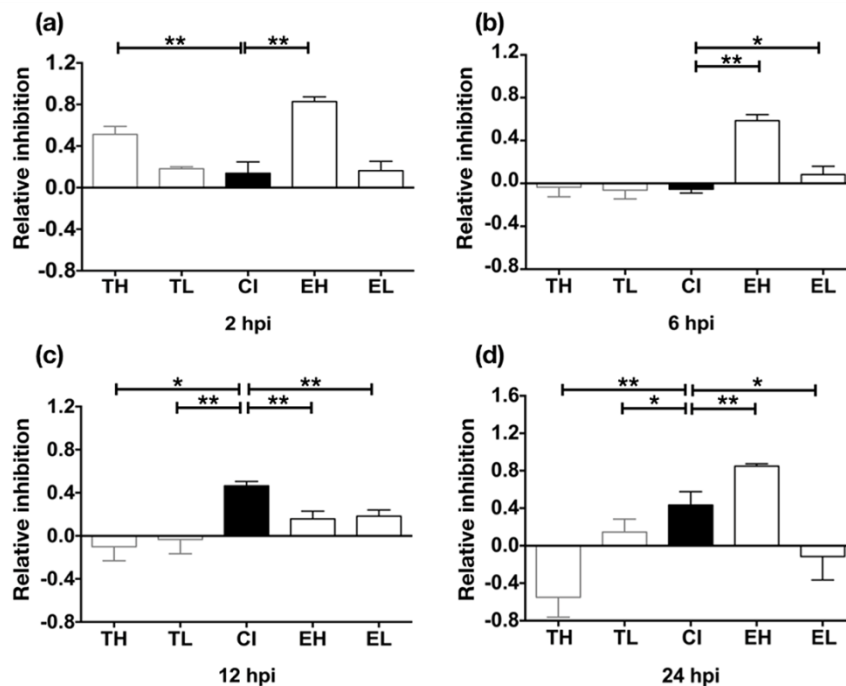 (a)
** **
Relative inhibition
1.2
0.8
0.4
0.0
-0.4
-0.8
TH TL CI EH EL
2 hpi
(b)
*
**
Relative inhibition
1.2
0.8
0.4
0.0
-0.4
-0.8
TH TL CI EH EL
6 hpi
(c)
* **
** **
Relative inhibition
1.2
0.8
0.4
0.0
-0.4
-0.8
TH TL CI EH EL
12 hpi
(d)
** *
* **
Relative inhibition
1.6
1.2
0.8
0.4
0.0
-0.4
-0.8
TH TL CI EH EL
24 hpi